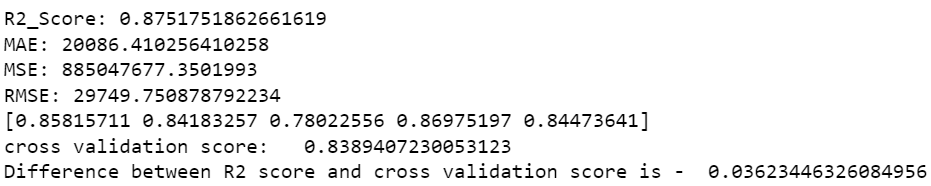 R2_Score: 0.8751751862661619
MAE: 20086.410256410258
MSE: 885047677.3501993
RMSE: 29749.750878792234
[0.85815711 0.84183257 0.78022556 0.86975197 0.84473641]
cross validation score:   0.8389407230053123
Difference between R2 score and cross validation score is -  0.03623446326084956